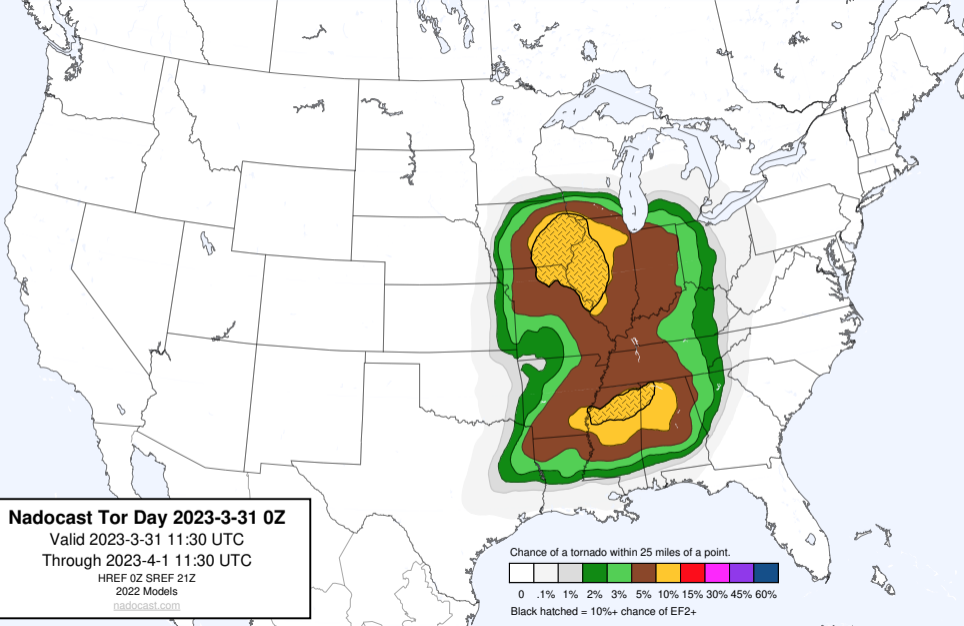 Nadocast Tor Day 2023-3-31 0Z
Valid 2023-3-31 11:30 UTC
Through 2023-4-1 11:30 UTC
HREF 0Z SREF 21Z
2022 Models
nadocast.com
Chance of a tornado within 25 miles of a point.
0 .1% 1% 2% 3% 5% 10% 15% 30% 45% 60%
Black hatched = 10%+ chance of EF2+